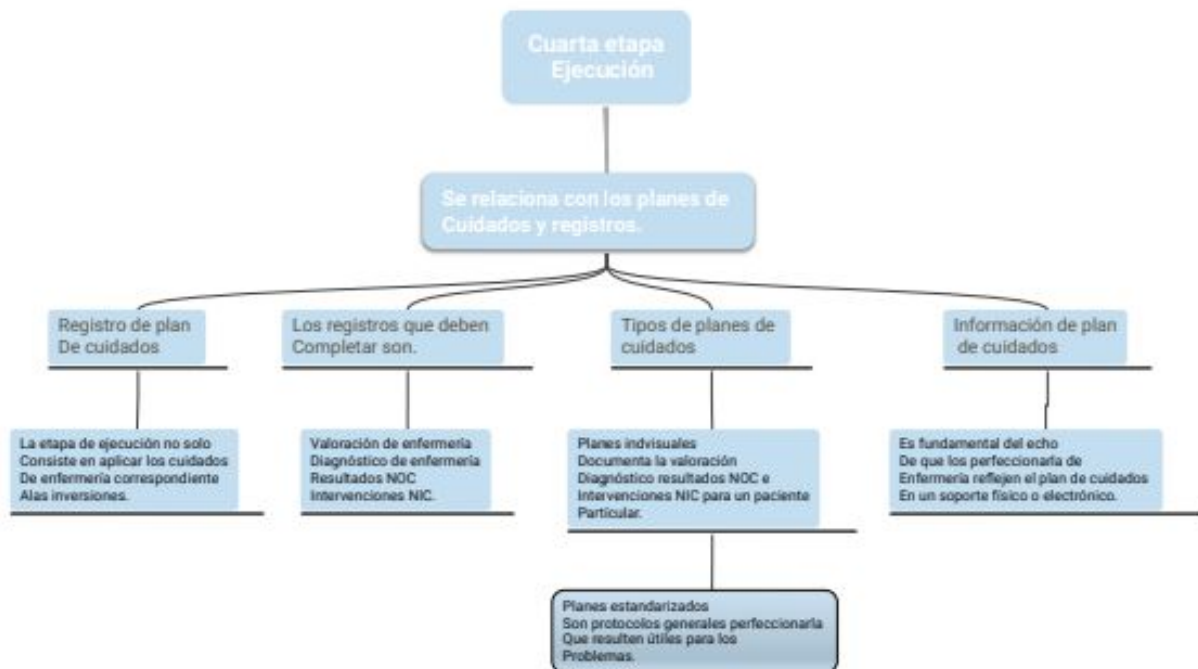 Cuarta etapa
Ejecución
Se relaciona con los planes de
Cuidados y registros.
Registro de plan
De cuidados
Los registros que deben
Completar son.
Tipos de planes de
cuidados
Información de plan
de cuidados
La etapa de ejecución no solo
Consiste en aplicar los cuidados
De enfermería correspondiente
Alas inversiones.
Valoración de enfermería
Diagnóstico de enfermería
Resultados NOC
Intervenciones NIC.
Planes indvisuales
Documenta la valoración
Diagnóstico resultados NOC e
Intervenciones NIC para un paciente
Partícular.
Es fundamental del echo
De que los perfeccionarla de
Enfermería reflejen el plan de cuidados
En un soporte físico o electrónico.
Planes estandarizados
Son protocolos generales perfeccionarla
Que resulten útiles para los
Problemas.